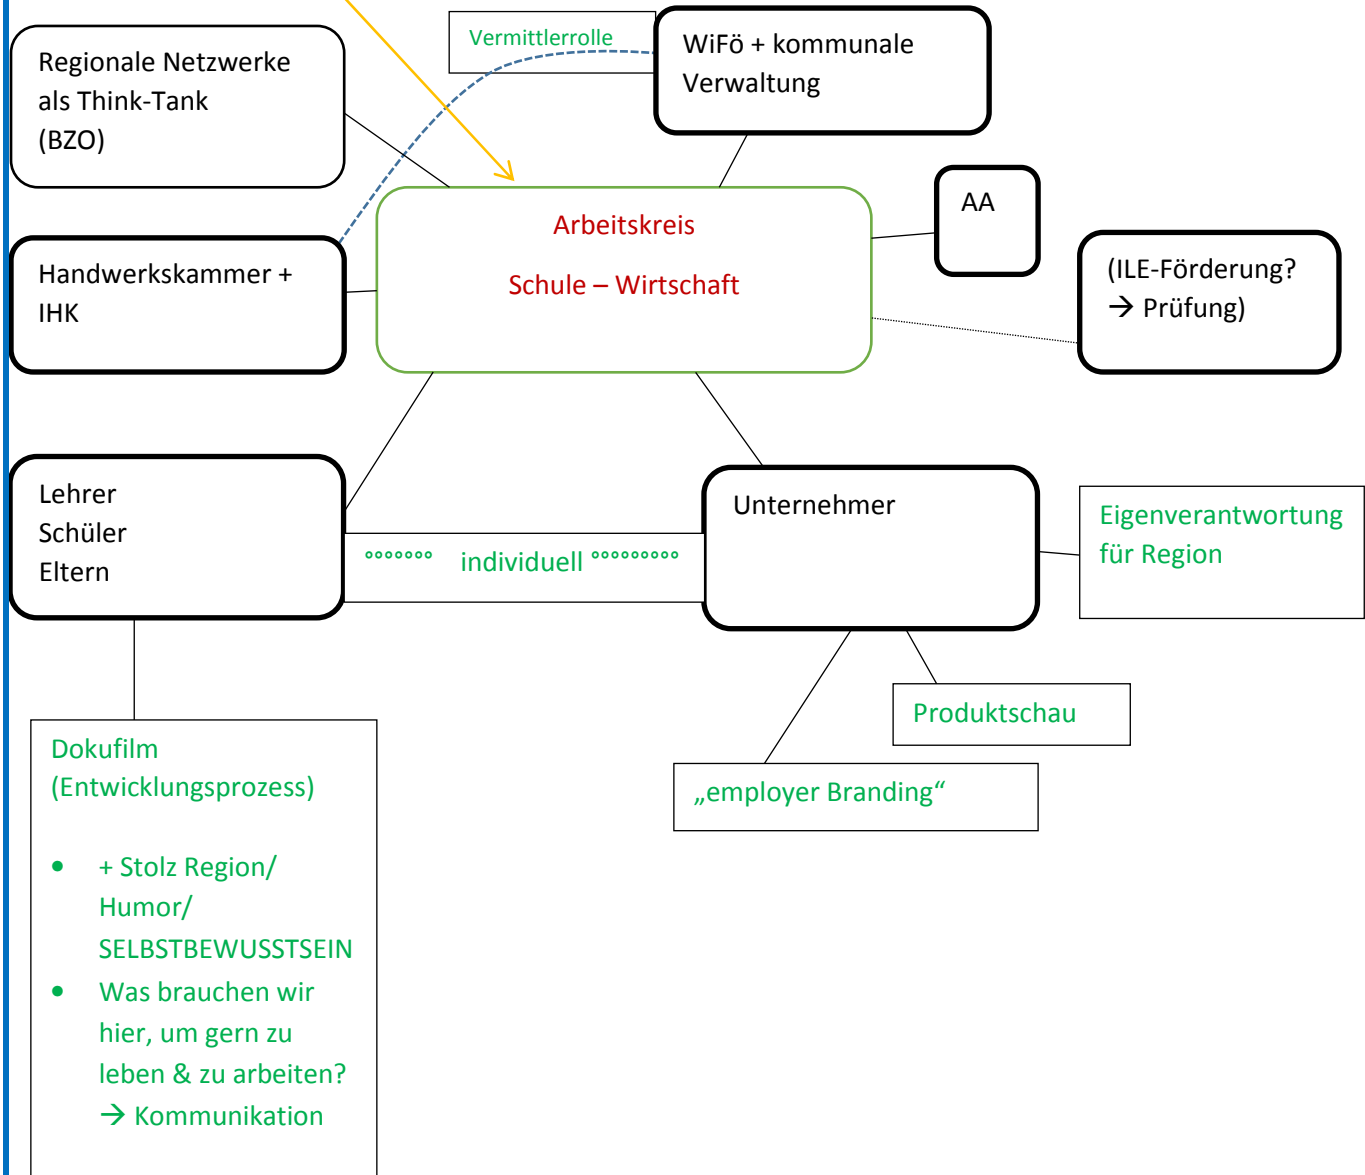 Vermittlerrolle
WiFö + kommunale
Verwaltung
Regionale Netzwerke
als Think-Tank
(BZO)
AA
Arbeitskreis
Schule – Wirtschaft
(ILE-Förderung?
→ Prüfung)
Handwerkskammer +
IHK
Lehrer
Schüler
Eltern
°°°°°°° individuell °°°°°°°°°
Unternehmer
Eigenverantwortung
für Region
Produktschau
„employer Branding“
Dokufilm
(Entwicklungsprozess)
• + Stolz Region/
Humor/
SELBSTBEWUSSTSEIN
• Was brauchen wir
hier, um gern zu
leben & zu arbeiten?
→ Kommunikation